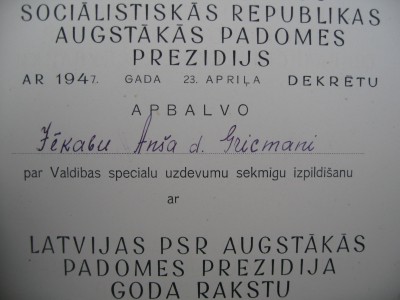 SOCIĀLISTISKĀS REPUBLIKAS
AUGSTĀKĀS PADOMES
PREZIDIJS
AR 1947. GADA 23. APRIĻA DEKRĒTU
APBALVO
Jēkabu Anša d. Gricmani
par Valdības specialu uzdevumu sekmīgu izpildīšanu
ar
LATVIJAS PSR AUGSTĀKĀS
PADOMES PREZIDIJA
GODA RAKSTU